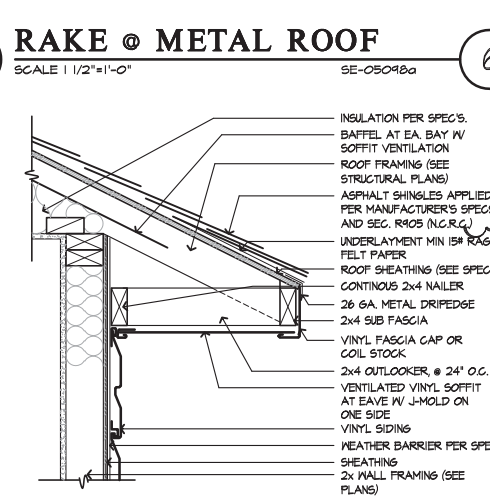 RAKE @ METAL ROOF
SCALE 1 1/2"=1'-0" SE-05098a
INSULATION PER SPEC'S.
BAFFEL AT EA. BAY W/
SOFFIT VENTILATION
ROOF FRAMING (SEE
STRUCTURAL PLANS)
ASPHALT SHINGLES APPLIED
PER MANUFACTURER'S SPECS
AND SEC. R905 (N.C.R.C.)
UNDERLAYMENT MIN 15# RAG
FELT PAPER
ROOF SHEATHING (SEE SPEC
CONTINOUS 2x4 NAILER
26 GA. METAL DRIPEDGE
2x4 SUB FASCIA
VINYL FASCIA CAP OR
COIL STOCK
2x4 OUTLOOKER, @ 24" O.C.
VENTILATED VINYL SOFFIT
AT EAVE W/ J-MOLD ON
ONE SIDE
VINYL SIDING
WEATHER BARRIER PER SPE
SHEATHING
2x WALL FRAMING (SEE
PLANS)